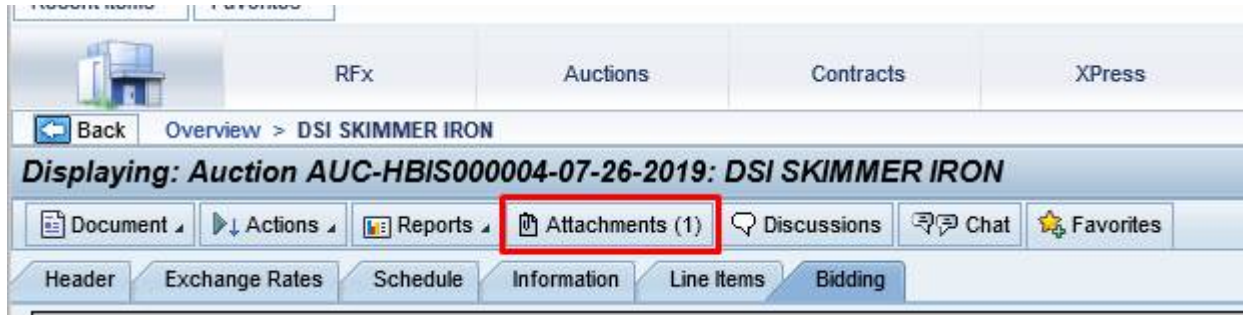 RFx Auctions Contracts XPress
Back Overview > DSI SKIMMER IRON
Displaying: Auction AUC-HBIS000004-07-26-2019: DSI SKIMMER IRON
Document Actions Reports Attachments (1) Discussions Chat Favorites
Header Exchange Rates Schedule Information Line Items Bidding